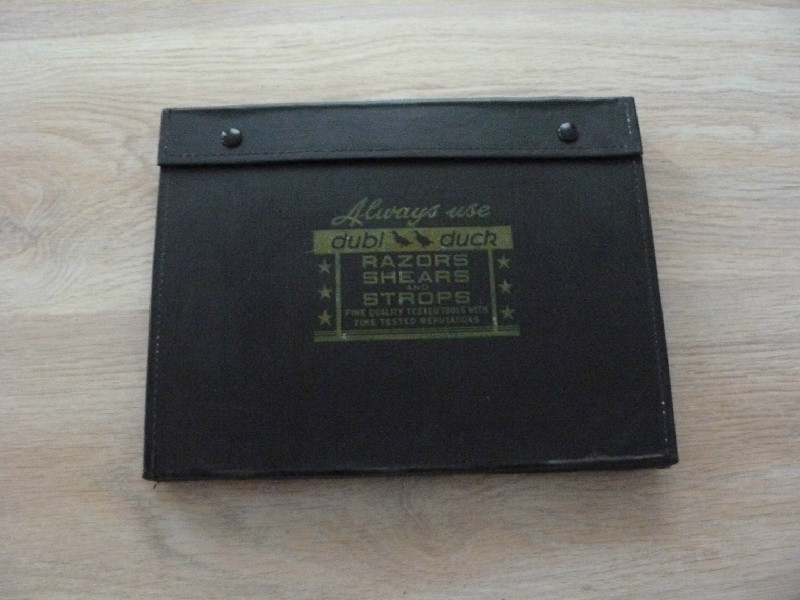 Always use
dubl duck
RAZORS
SHEARS
AND
STROPS
FINE QUALITY TESTED TOOLS WITH
TIME TESTED REPUTATIONS